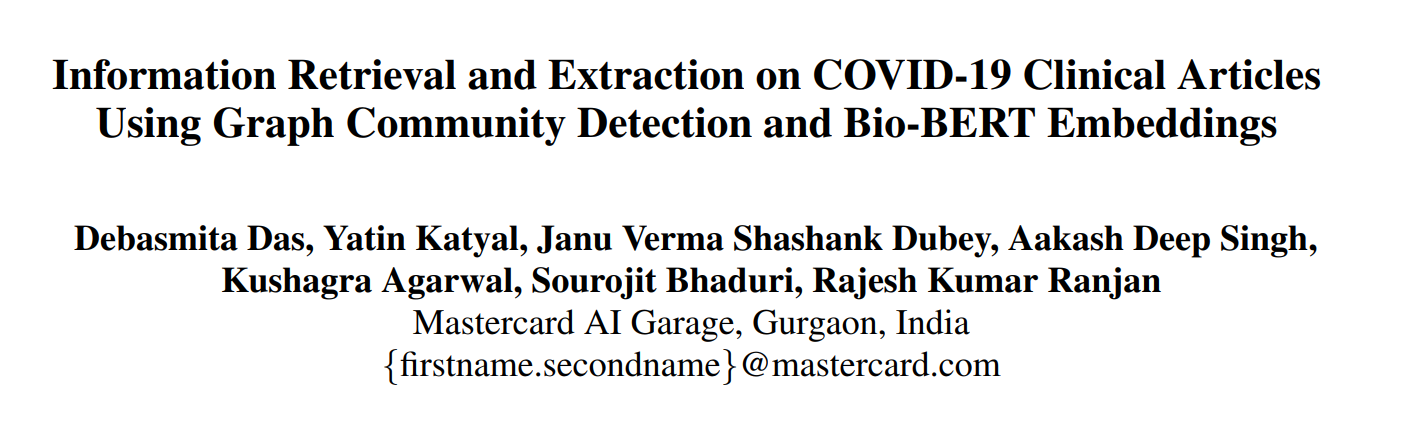 Information Retrieval and Extraction on COVID-19 Clinical Articles
Using Graph Community Detection and Bio-BERT Embeddings
Debasmita Das, Yatin Katyal, Janu Verma Shashank Dubey, Aakash Deep Singh,
Kushagra Agarwal, Sourojit Bhaduri, Rajesh Kumar Ranjan
Mastercard AI Garage, Gurgaon, India
{firstname.secondname}@mastercard.com